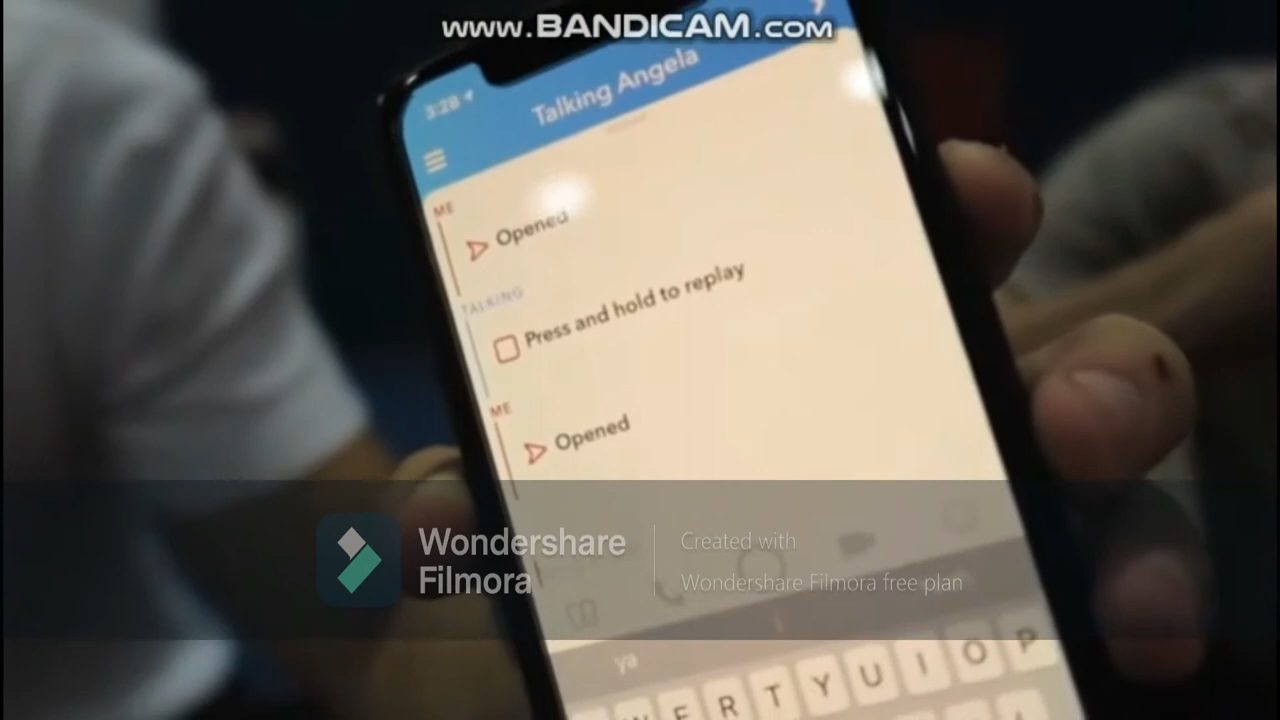 www.BANDICAM.com
3:28
Talking Angela
ME
Opened
TALKING
Press and hold to replay
ME
Opened
Wondershare
Filmora
Created with
Wondershare Filmora free plan
ya
E R T Y U I O P